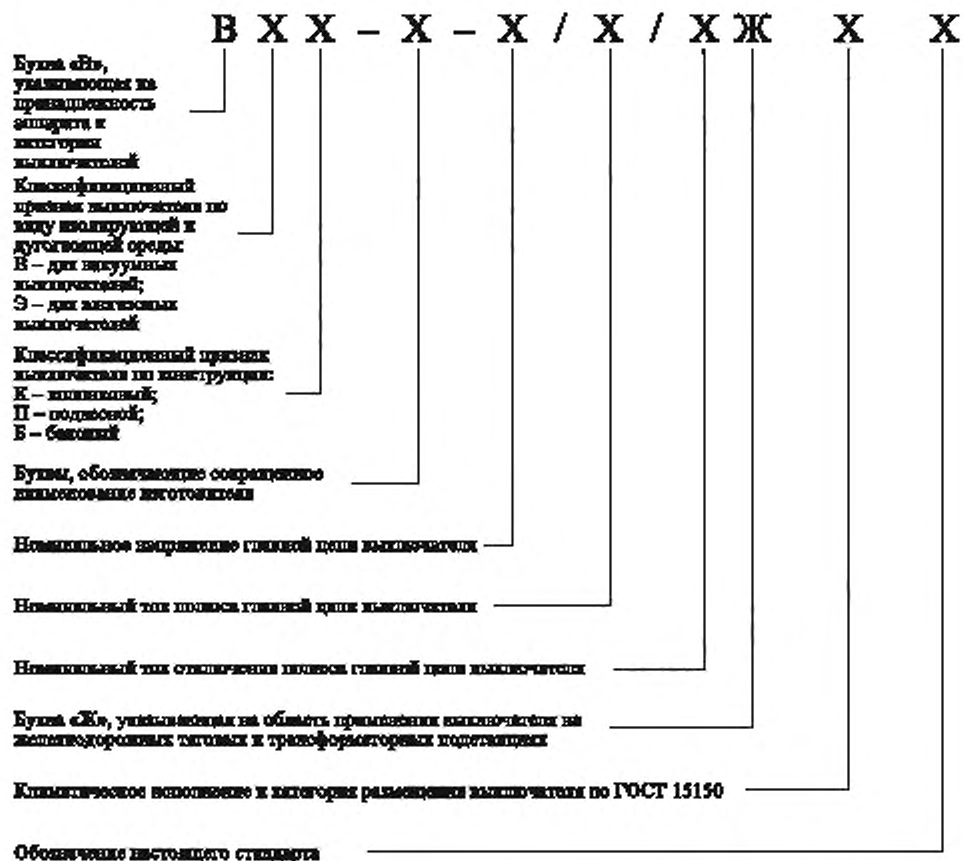 В Х Х – Х – Х / Х / Х Ж Х Х
Буква «В»,
указывающая на
принадлежность
аппарата к
категории
выключателей
Классификационный
признак выключателя по
виду изолирующей и
дугогасящей среды:
В – для вакуумных
выключателей;
Э – для элегазовых
выключателей
Классификационный признак
выключателя по конструкции:
К – колонковый;
П – подвесной;
Б – баковый
Буквы, обозначающие сокращенное
наименование изготовителя
Номинальное напряжение главной цепи выключателя
Номинальный ток полюса главной цепи выключателя
Номинальный ток отключения полюса главной цепи выключателя
Буква «Ж», указывающая на область применения выключателя на
железнодорожных тяговых и трансформаторных подстанциях
Климатическое исполнение и категория размещения выключателя по ГОСТ 15150
Обозначение настоящего стандарта